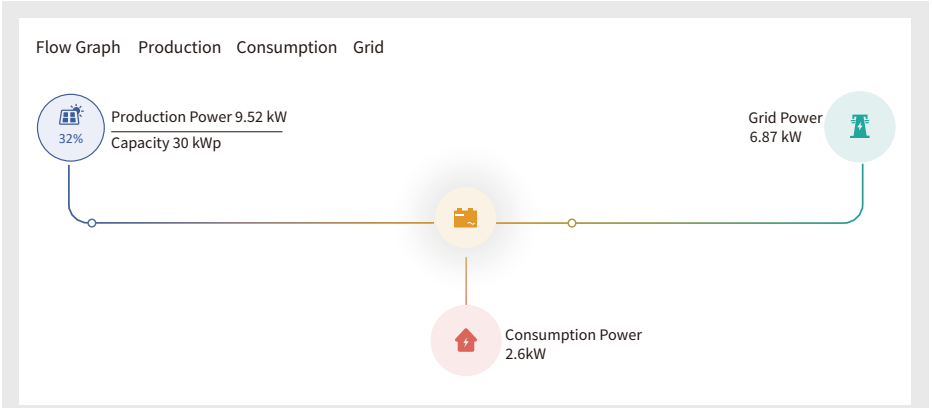 Flow Graph Production Consumption Grid
32%
Production Power 9.52 kW
Capacity 30 kWp
Grid Power
6.87 kW
Consumption Power
2.6kW